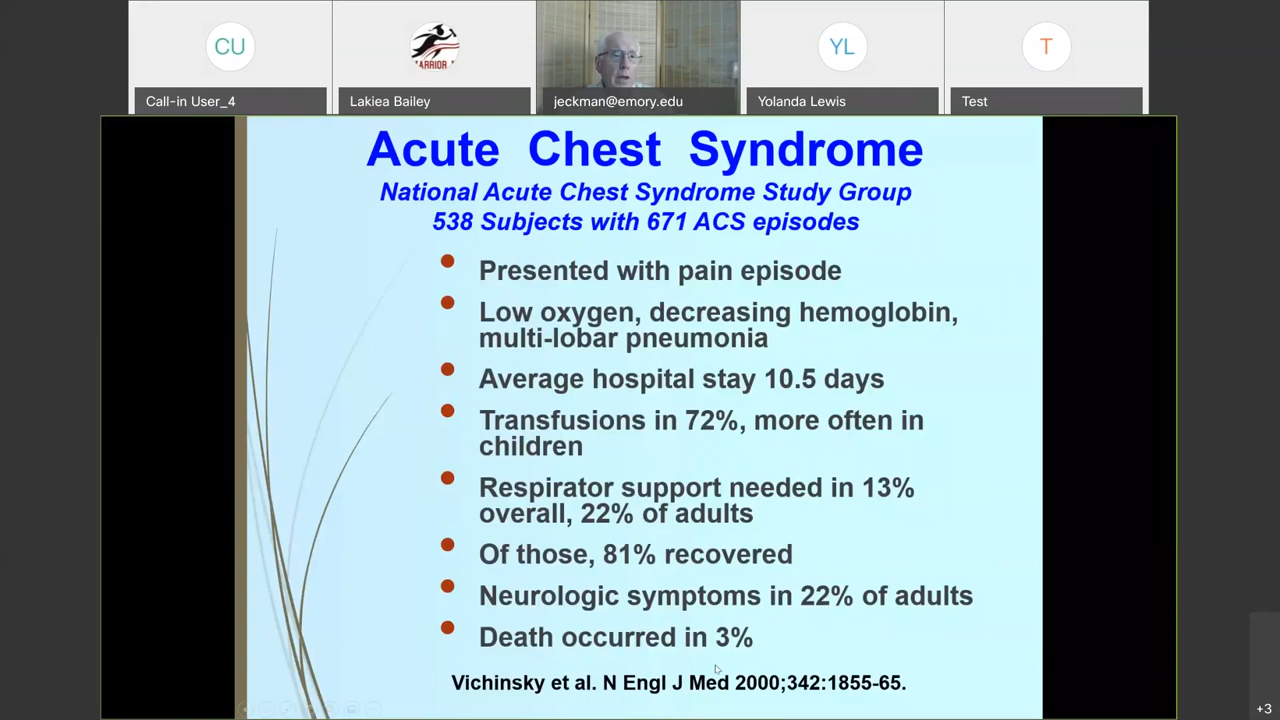 CU
YL
T
WARRIOR
Call-in User_4
Lakiea Bailey
jeckman@emory.edu
Yolanda Lewis
Test
Acute Chest Syndrome
National Acute Chest Syndrome Study Group
538 Subjects with 671 ACS episodes
• Presented with pain episode
• Low oxygen, decreasing hemoglobin,
multi-lobar pneumonia
• Average hospital stay 10.5 days
• Transfusions in 72%, more often in
children
• Respirator support needed in 13%
overall, 22% of adults
• Of those, 81% recovered
• Neurologic symptoms in 22% of adults
• Death occurred in 3%
Vichinsky et al. N Engl J Med 2000;342:1855-65.
+3